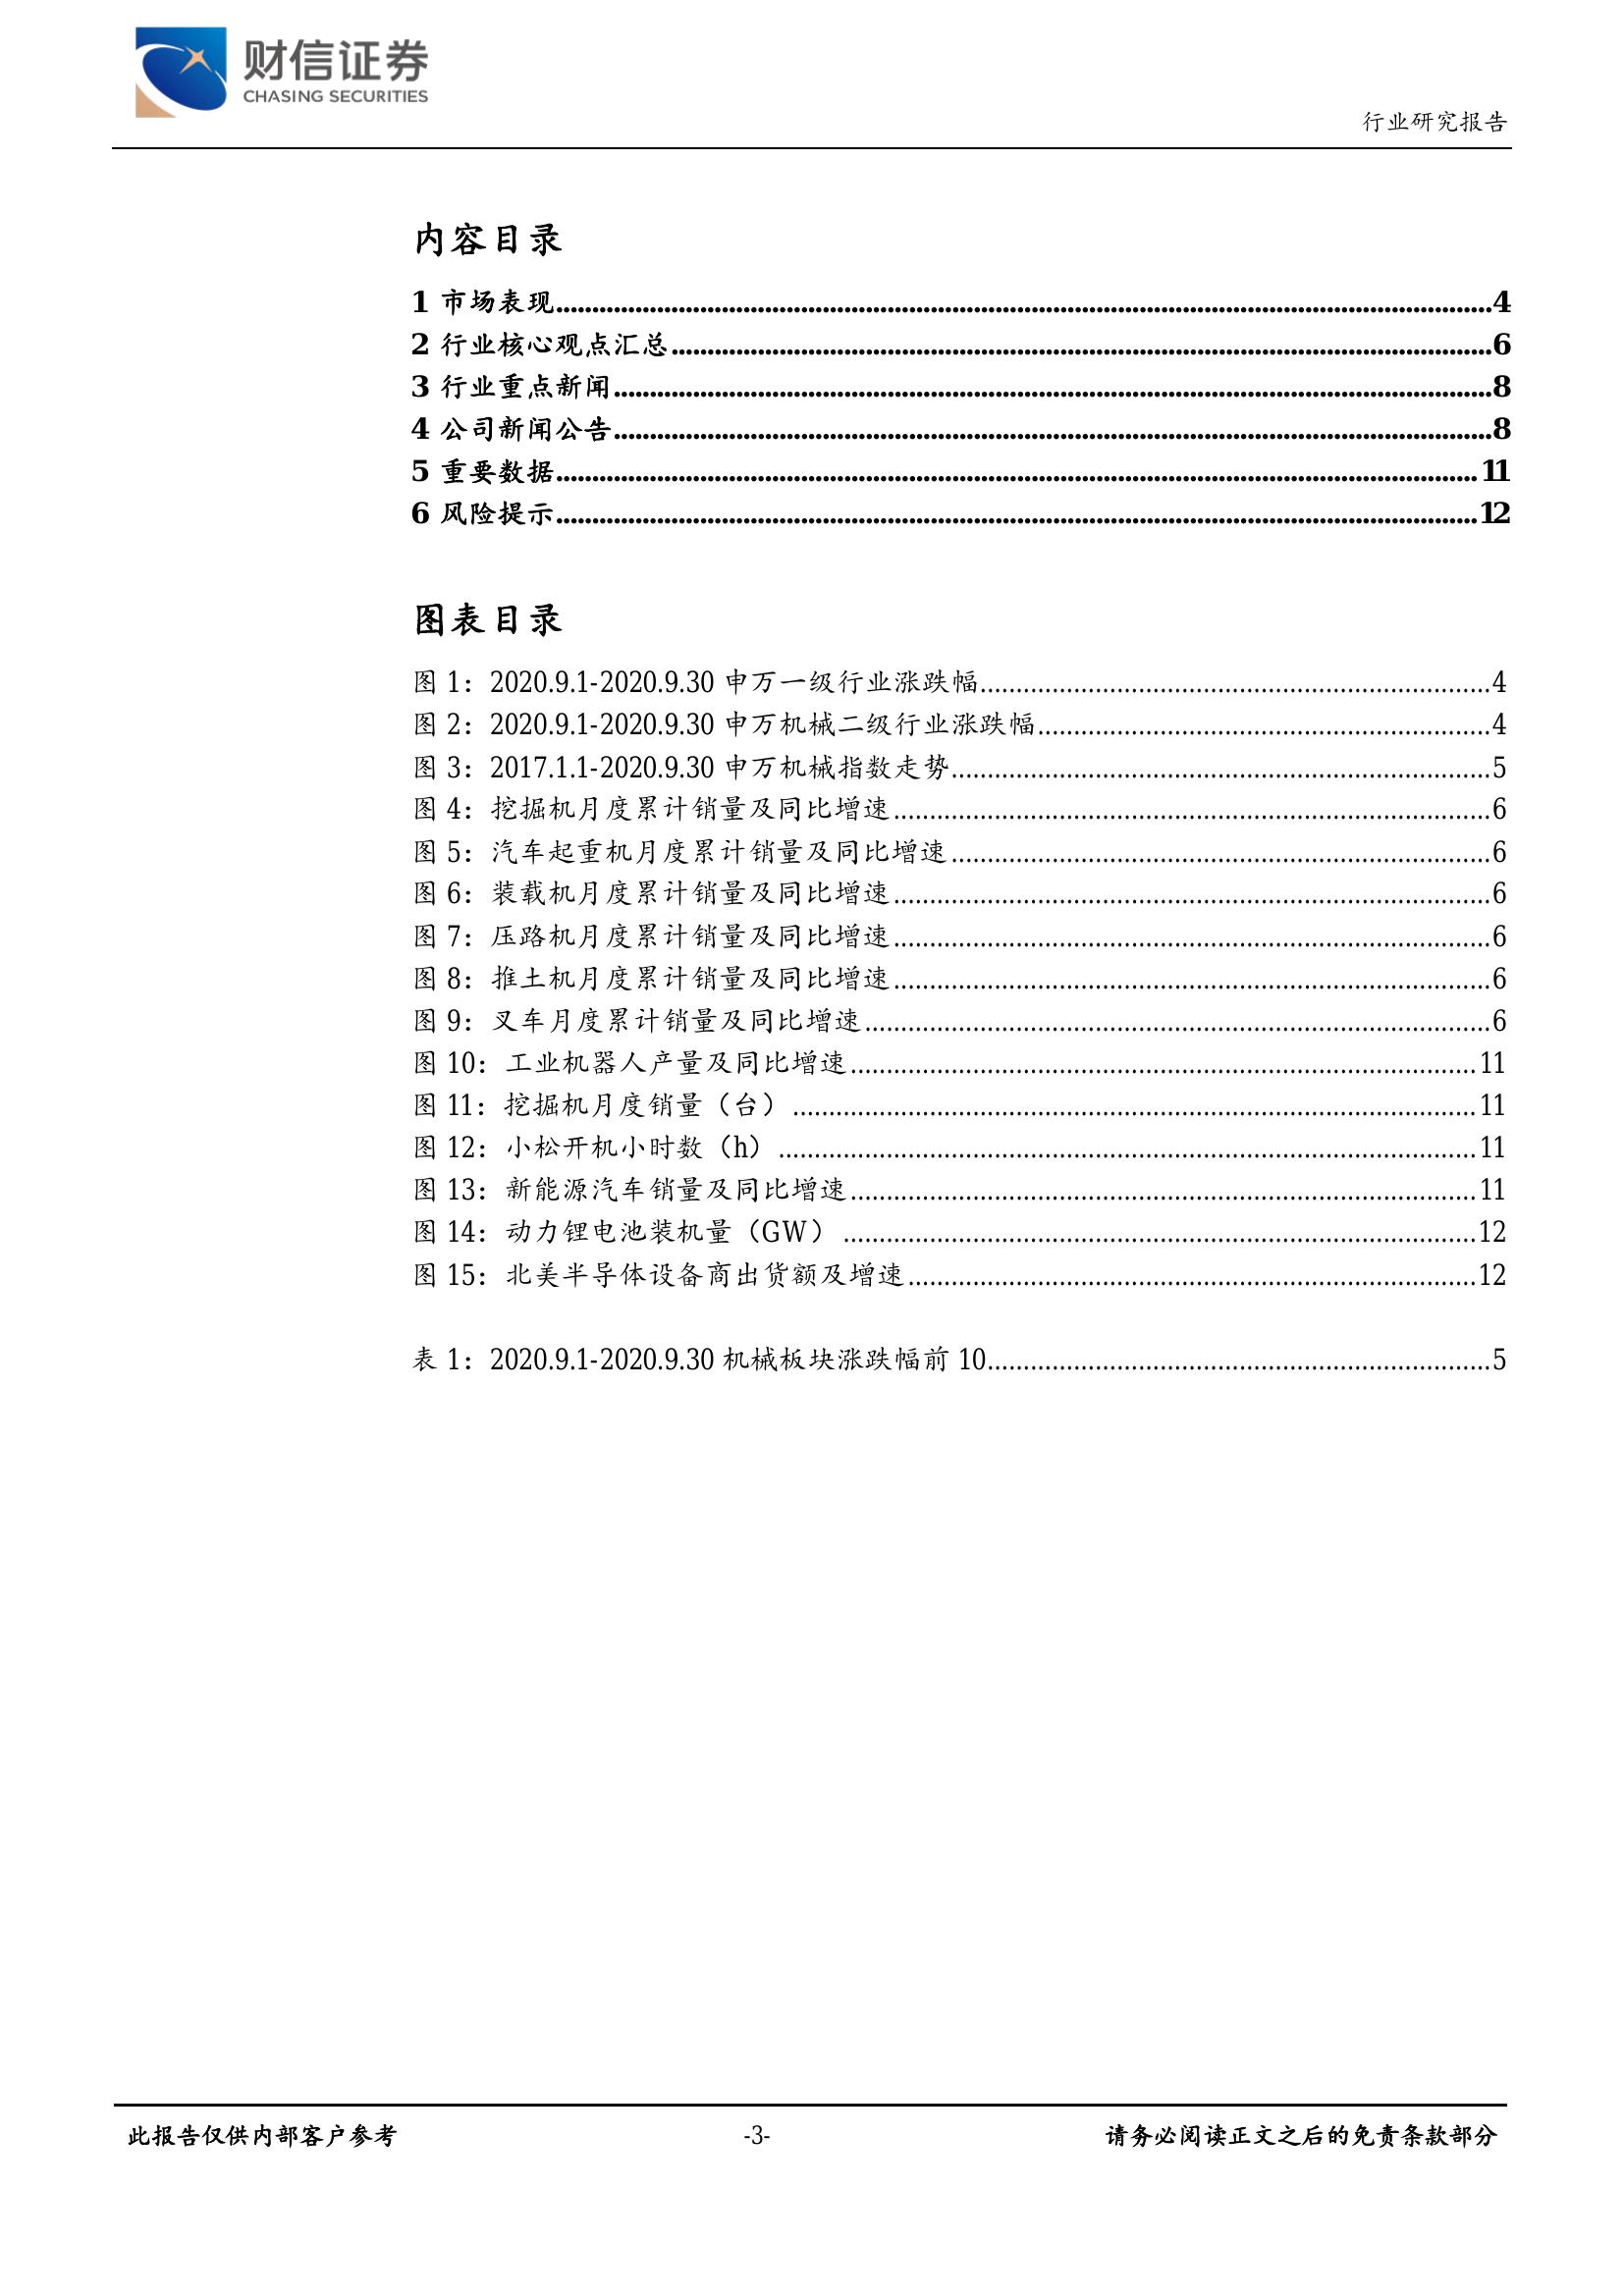 财信证券
CHASING SECURITIES
行业研究报告
内容目录
1 市场表现................................................4
2 行业核心观点汇总................................................6
3 行业重点新闻................................................8
4 公司新闻公告................................................8
5 重要数据................................................11
6 风险提示................................................12
图表目录
图 1：2020.9.1-2020.9.30 申万一级行业涨跌幅................................................4
图 2：2020.9.1-2020.9.30 申万机械二级行业涨跌幅................................................4
图 3：2017.1.1-2020.9.30 申万机械指数走势................................................5
图 4：挖掘机月度累计销量及同比增速................................................6
图 5：汽车起重机月度累计销量及同比增速................................................6
图 6：装载机月度累计销量及同比增速................................................6
图 7：压路机月度累计销量及同比增速................................................6
图 8：推土机月度累计销量及同比增速................................................6
图 9：叉车月度累计销量及同比增速................................................6
图 10：工业机器人产量及同比增速................................................11
图 11：挖掘机月度销量（台）................................................11
图 12：小松开机小时数（h）................................................11
图 13：新能源汽车销量及同比增速................................................11
图 14：动力锂电池装机量（GW）................................................12
图 15：北美半导体设备商出货额及增速................................................12
表 1：2020.9.1-2020.9.30 机械板块涨跌幅前 10................................................5
此报告仅供内部客户参考
-3-
请务必阅读正文之后的免责条款部分